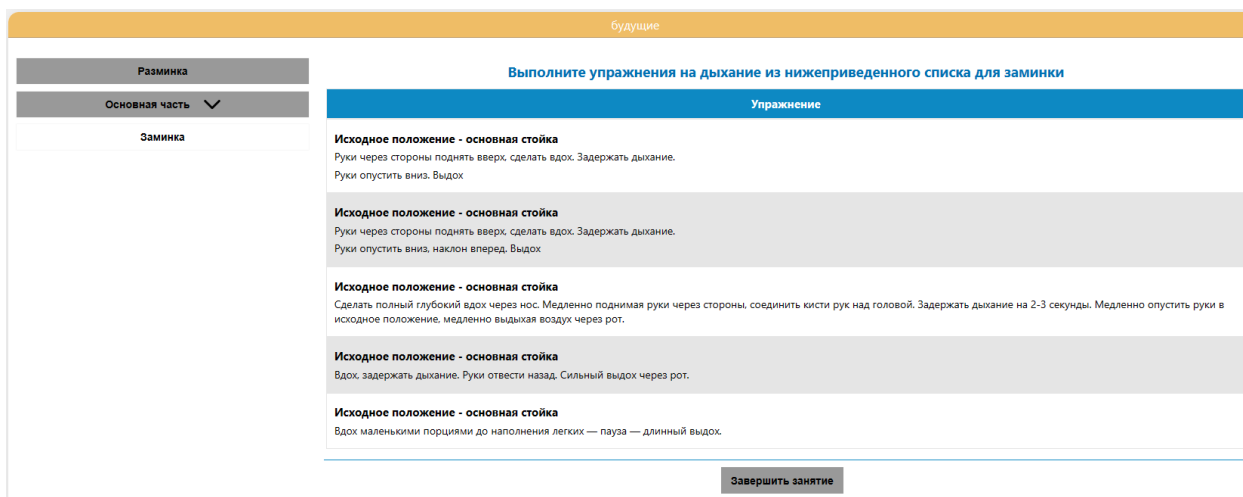 будущие
Разминка
Основная часть
Заминка
Выполните упражнения на дыхание из нижеприведенного списка для заминки
Упражнение
Исходное положение - основная стойка
Руки через стороны поднять вверх, сделать вдох. Задержать дыхание.
Руки опустить вниз. Выдох
Исходное положение - основная стойка
Руки через стороны поднять вверх, сделать вдох. Задержать дыхание.
Руки опустить вниз, наклон вперед. Выдох
Исходное положение - основная стойка
Сделать полный глубокий вдох через нос. Медленно поднимая руки через стороны, соединить кисти рук над головой. Задержать дыхание на 2-3 секунды. Медленно опустить руки в
исходное положение, медленно выдыхая воздух через рот.
Исходное положение - основная стойка
Вдох, задержать дыхание. Руки отвести назад. Сильный выдох через рот.
Исходное положение - основная стойка
Вдох маленькими порциями до наполнения легких — пауза — длинный выдох.
Завершить занятие